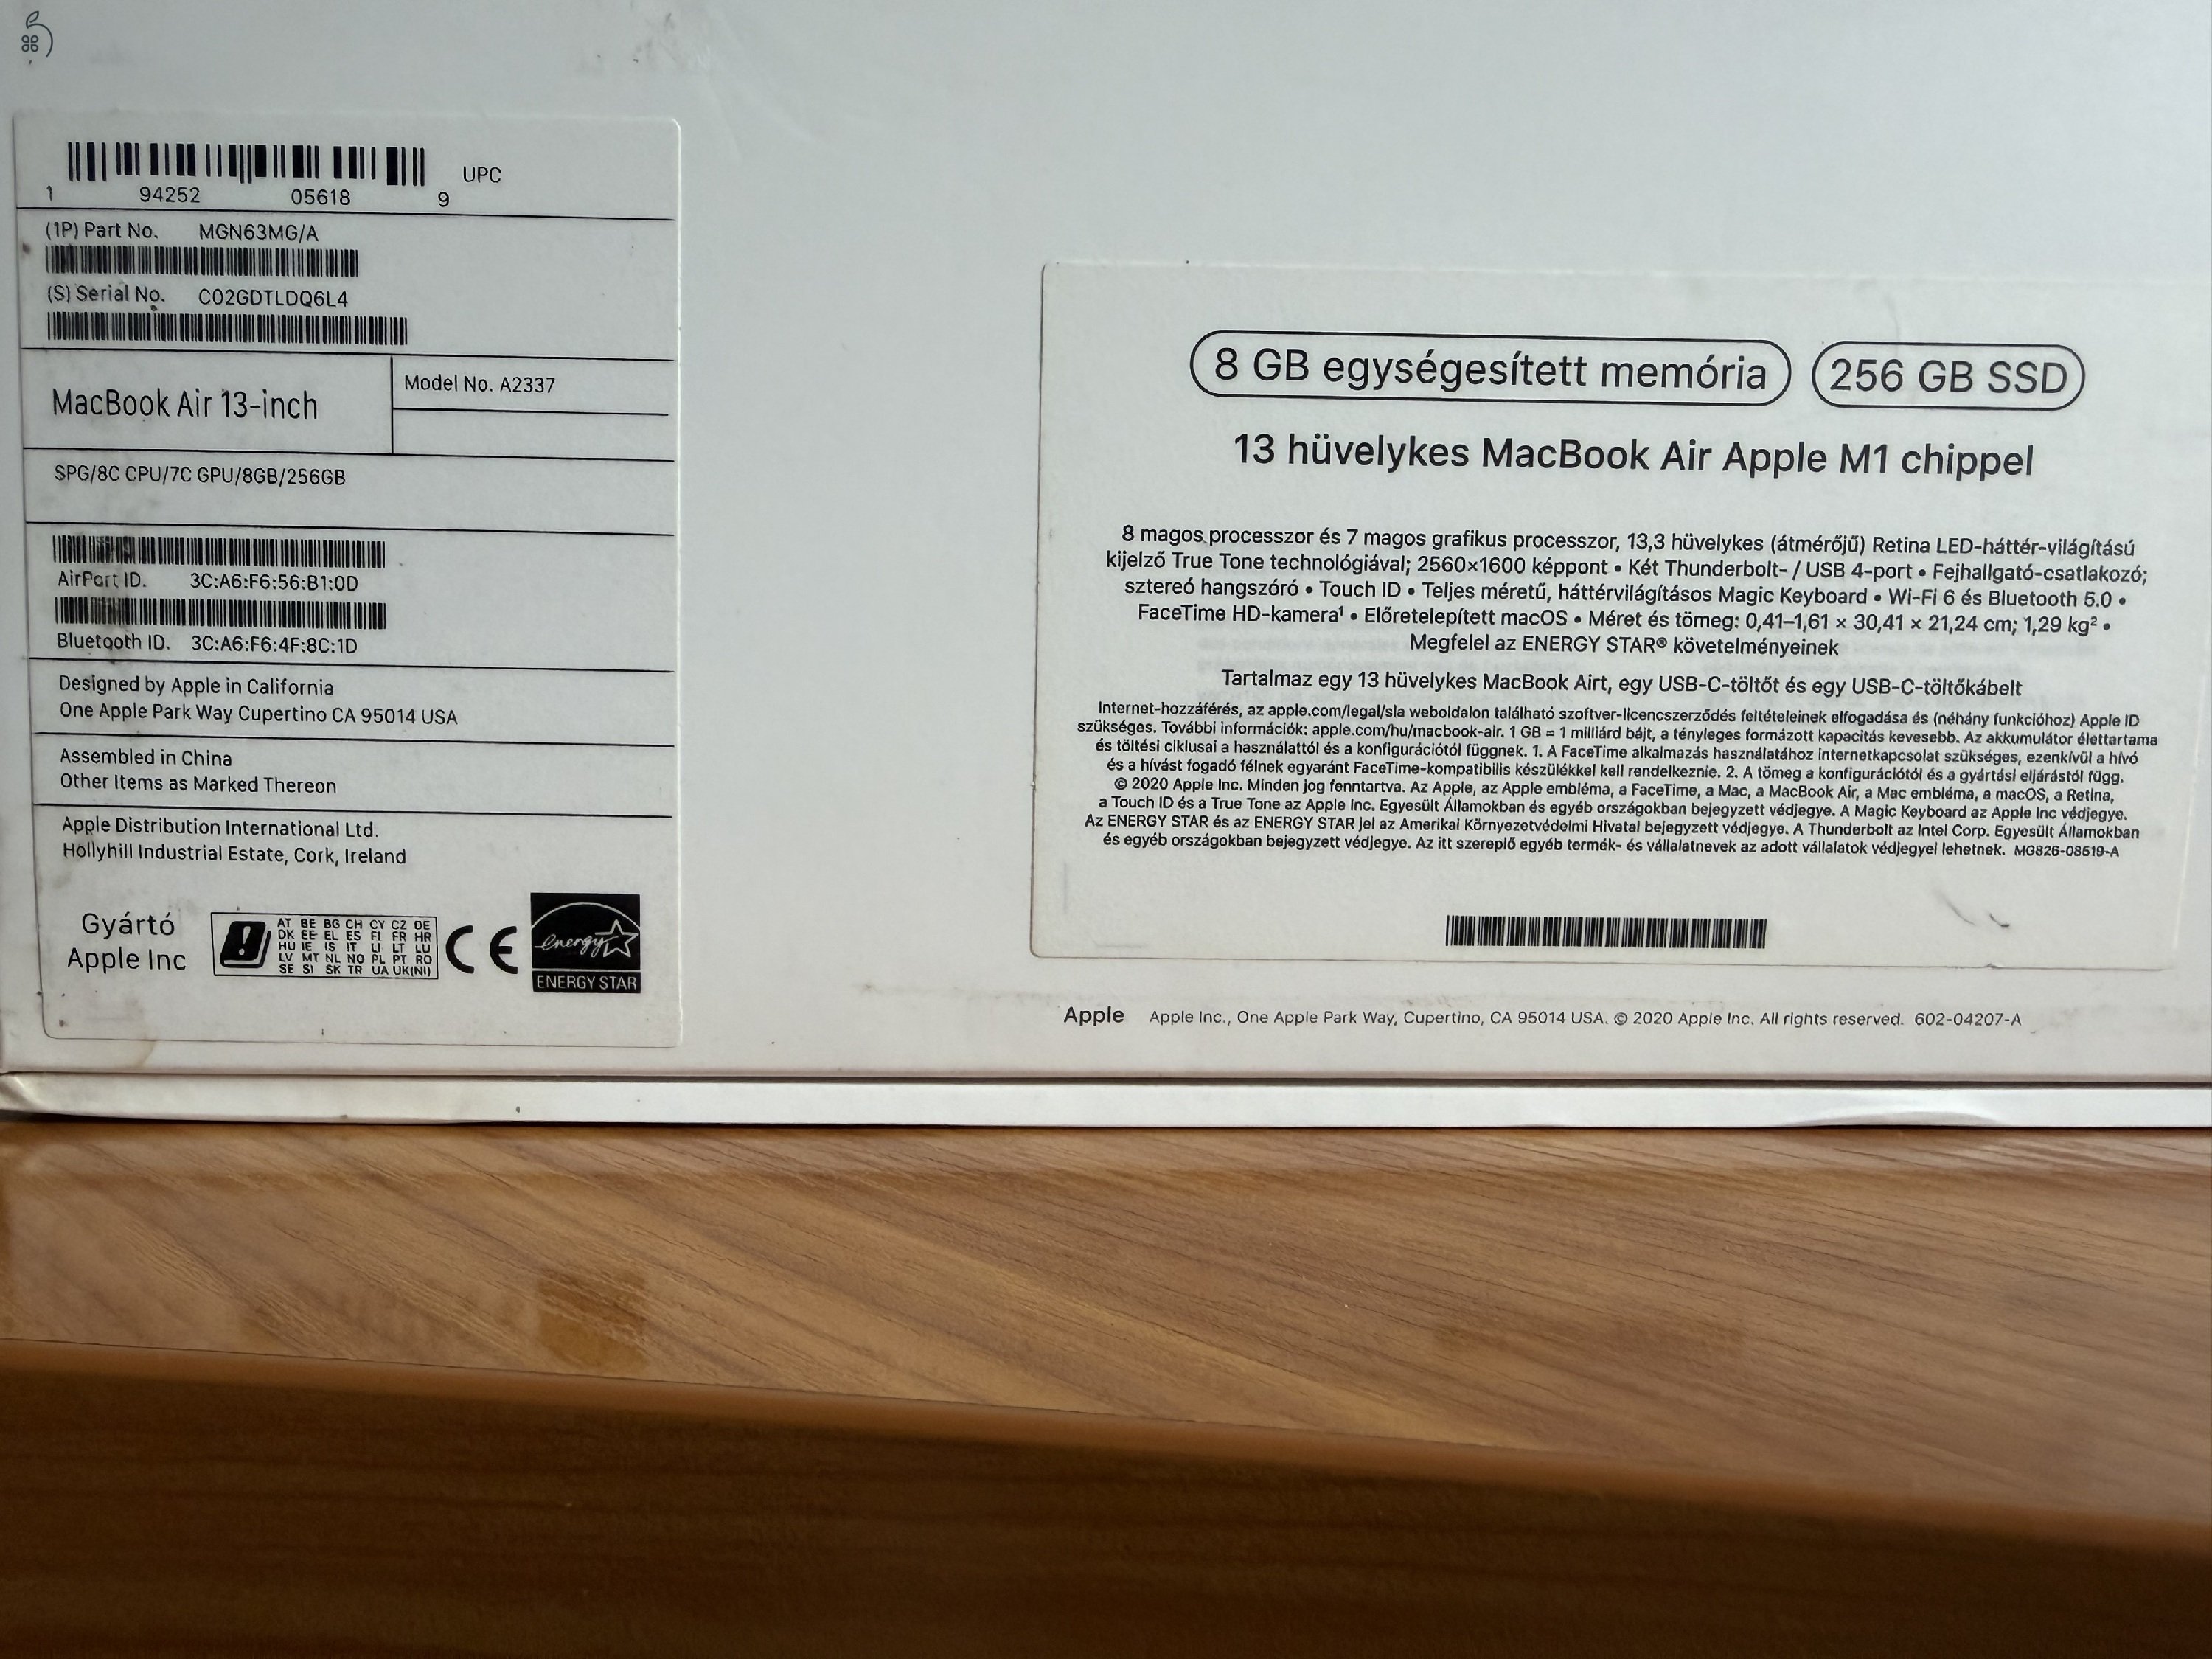 1 94252 05618 9 UPC
(1P) Part No. MGN63MG/A
(S) Serial No. C02GDTLDQ6L4
MacBook Air 13-inch
Model No. A2337
SPG/8C CPU/7C GPU/8GB/256GB
AirPort ID. 3C:A6:F6:56:B1:0D
Bluetooth ID. 3C:A6:F6:4F:8C:1D
Designed by Apple in California
One Apple Park Way Cupertino CA 95014 USA
Assembled in China
Other Items as Marked Thereon
Apple Distribution International Ltd.
Hollyhill Industrial Estate, Cork, Ireland
Gyártó
Apple Inc
AT BE BG CH CY CZ DE
DK EE EL ES FI FR HR
HU IE IS IT LI LT LU
LV MT NL NO PL PT RO
SE SI SK TR UA UK(NI)
CE
energy
ENERGY STAR
8 GB egységesített memória 256 GB SSD
13 hüvelykes MacBook Air Apple M1 chippel
8 magos processzor és 7 magos grafikus processzor, 13,3 hüvelykes (átmérőjű) Retina LED-háttér-világítású
kijelző True Tone technológiával; 2560×1600 képpont • Két Thunderbolt- / USB 4-port • Fejhallgató-csatlakozó;
sztereó hangszóró • Touch ID • Teljes méretű, háttérvilágításos Magic Keyboard • Wi-Fi 6 és Bluetooth 5.0 •
FaceTime HD-kamera¹ • Előretelepített macOS • Méret és tömeg: 0,41–1,61 × 30,41 × 21,24 cm; 1,29 kg² •
Megfelel az ENERGY STAR® követelményeinek
Tartalmaz egy 13 hüvelykes MacBook Airt, egy USB-C-töltőt és egy USB-C-töltőkábelt
Internet-hozzáférés, az apple.com/legal/sla weboldalon található szoftver-licencszerződés feltételeinek elfogadása és (néhány funkcióhoz) Apple ID
szükséges. További információk: apple.com/hu/macbook-air. 1 GB = 1 milliárd bájt, a tényleges formázott kapacitás kevesebb. Az akkumulátor élettartama
és töltési ciklusai a használattól és a konfigurációtól függnek. 1. A FaceTime alkalmazás használatához internetkapcsolat szükséges, ezenkívül a hívó
és a hívást fogadó félnek egyaránt FaceTime-kompatibilis készülékkel kell rendelkeznie. 2. A tömeg a konfigurációtól és a gyártási eljárástól függ.
© 2020 Apple Inc. Minden jog fenntartva. Az Apple, az Apple embléma, a FaceTime, a Mac, a MacBook Air, a Mac embléma, a macOS, a Retina,
a Touch ID és a True Tone az Apple Inc. Egyesült Államokban és egyéb országokban bejegyzett védjegye. A Magic Keyboard az Apple Inc védjegye.
Az ENERGY STAR és az ENERGY STAR jel az Amerikai Környezetvédelmi Hivatal bejegyzett védjegye. A Thunderbolt az Intel Corp. Egyesült Államokban
és egyéb országokban bejegyzett védjegye. Az itt szereplő egyéb termék- és vállalatnevek az adott vállalatok védjegyei lehetnek. MG826-08519-A
Apple Apple Inc., One Apple Park Way, Cupertino, CA 95014 USA. © 2020 Apple Inc. All rights reserved. 602-04207-A